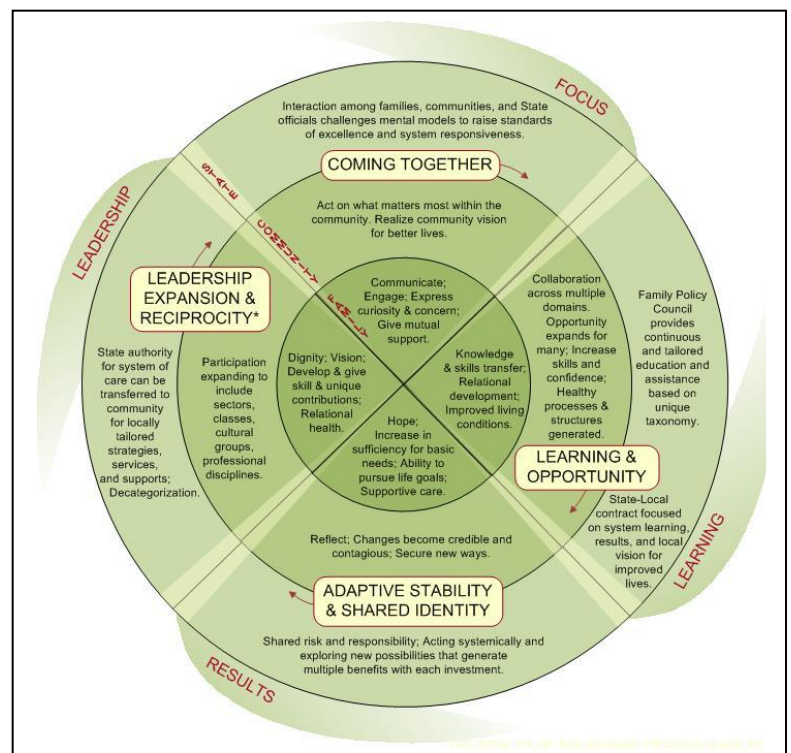 FOCUS
Interaction among families, communities, and State
officials challenges mental models to raise standards
of excellence and system responsiveness.
COMING TOGETHER
STATE
COMMUNITY
FAMILY
Act on what matters most within the
community. Realize community vision
for better lives.
Communicate;
Engage; Express
curiosity & concern;
Give mutual
support.
LEADERSHIP
LEADERSHIP
EXPANSION &
RECIPROCITY*
State authority
for system of
care can be
transferred to
community for
locally
tailored
strategies,
services,
and supports;
Decategorization.
Participation
expanding to
include
sectors,
classes,
cultural
groups,
professional
disciplines.
Dignity; Vision;
Develop & give
skill & unique
contributions;
Relational
health.
Knowledge
& skills transfer;
Relational
development;
Improved living
conditions.
Collaboration
across multiple
domains.
Opportunity
expands for
many; Increase
skills and
confidence;
Healthy
processes &
structures
generated.
Family Policy
Council
provides
continuous
and tailored
education and
assistance
based on
unique
taxonomy.
LEARNING &
OPPORTUNITY
State-Local
contract focused
on system learning,
results, and local
vision for
improved
lives.
LEARNING
Hope;
Increase in
sufficiency for basic
needs; Ability to
pursue life goals;
Supportive care.
Reflect; Changes become credible and
contagious; Secure new ways.
ADAPTIVE STABILITY
& SHARED IDENTITY
Shared risk and responsibility; Acting systemically and
exploring new possibilities that generate
multiple benefits with each investment.
RESULTS